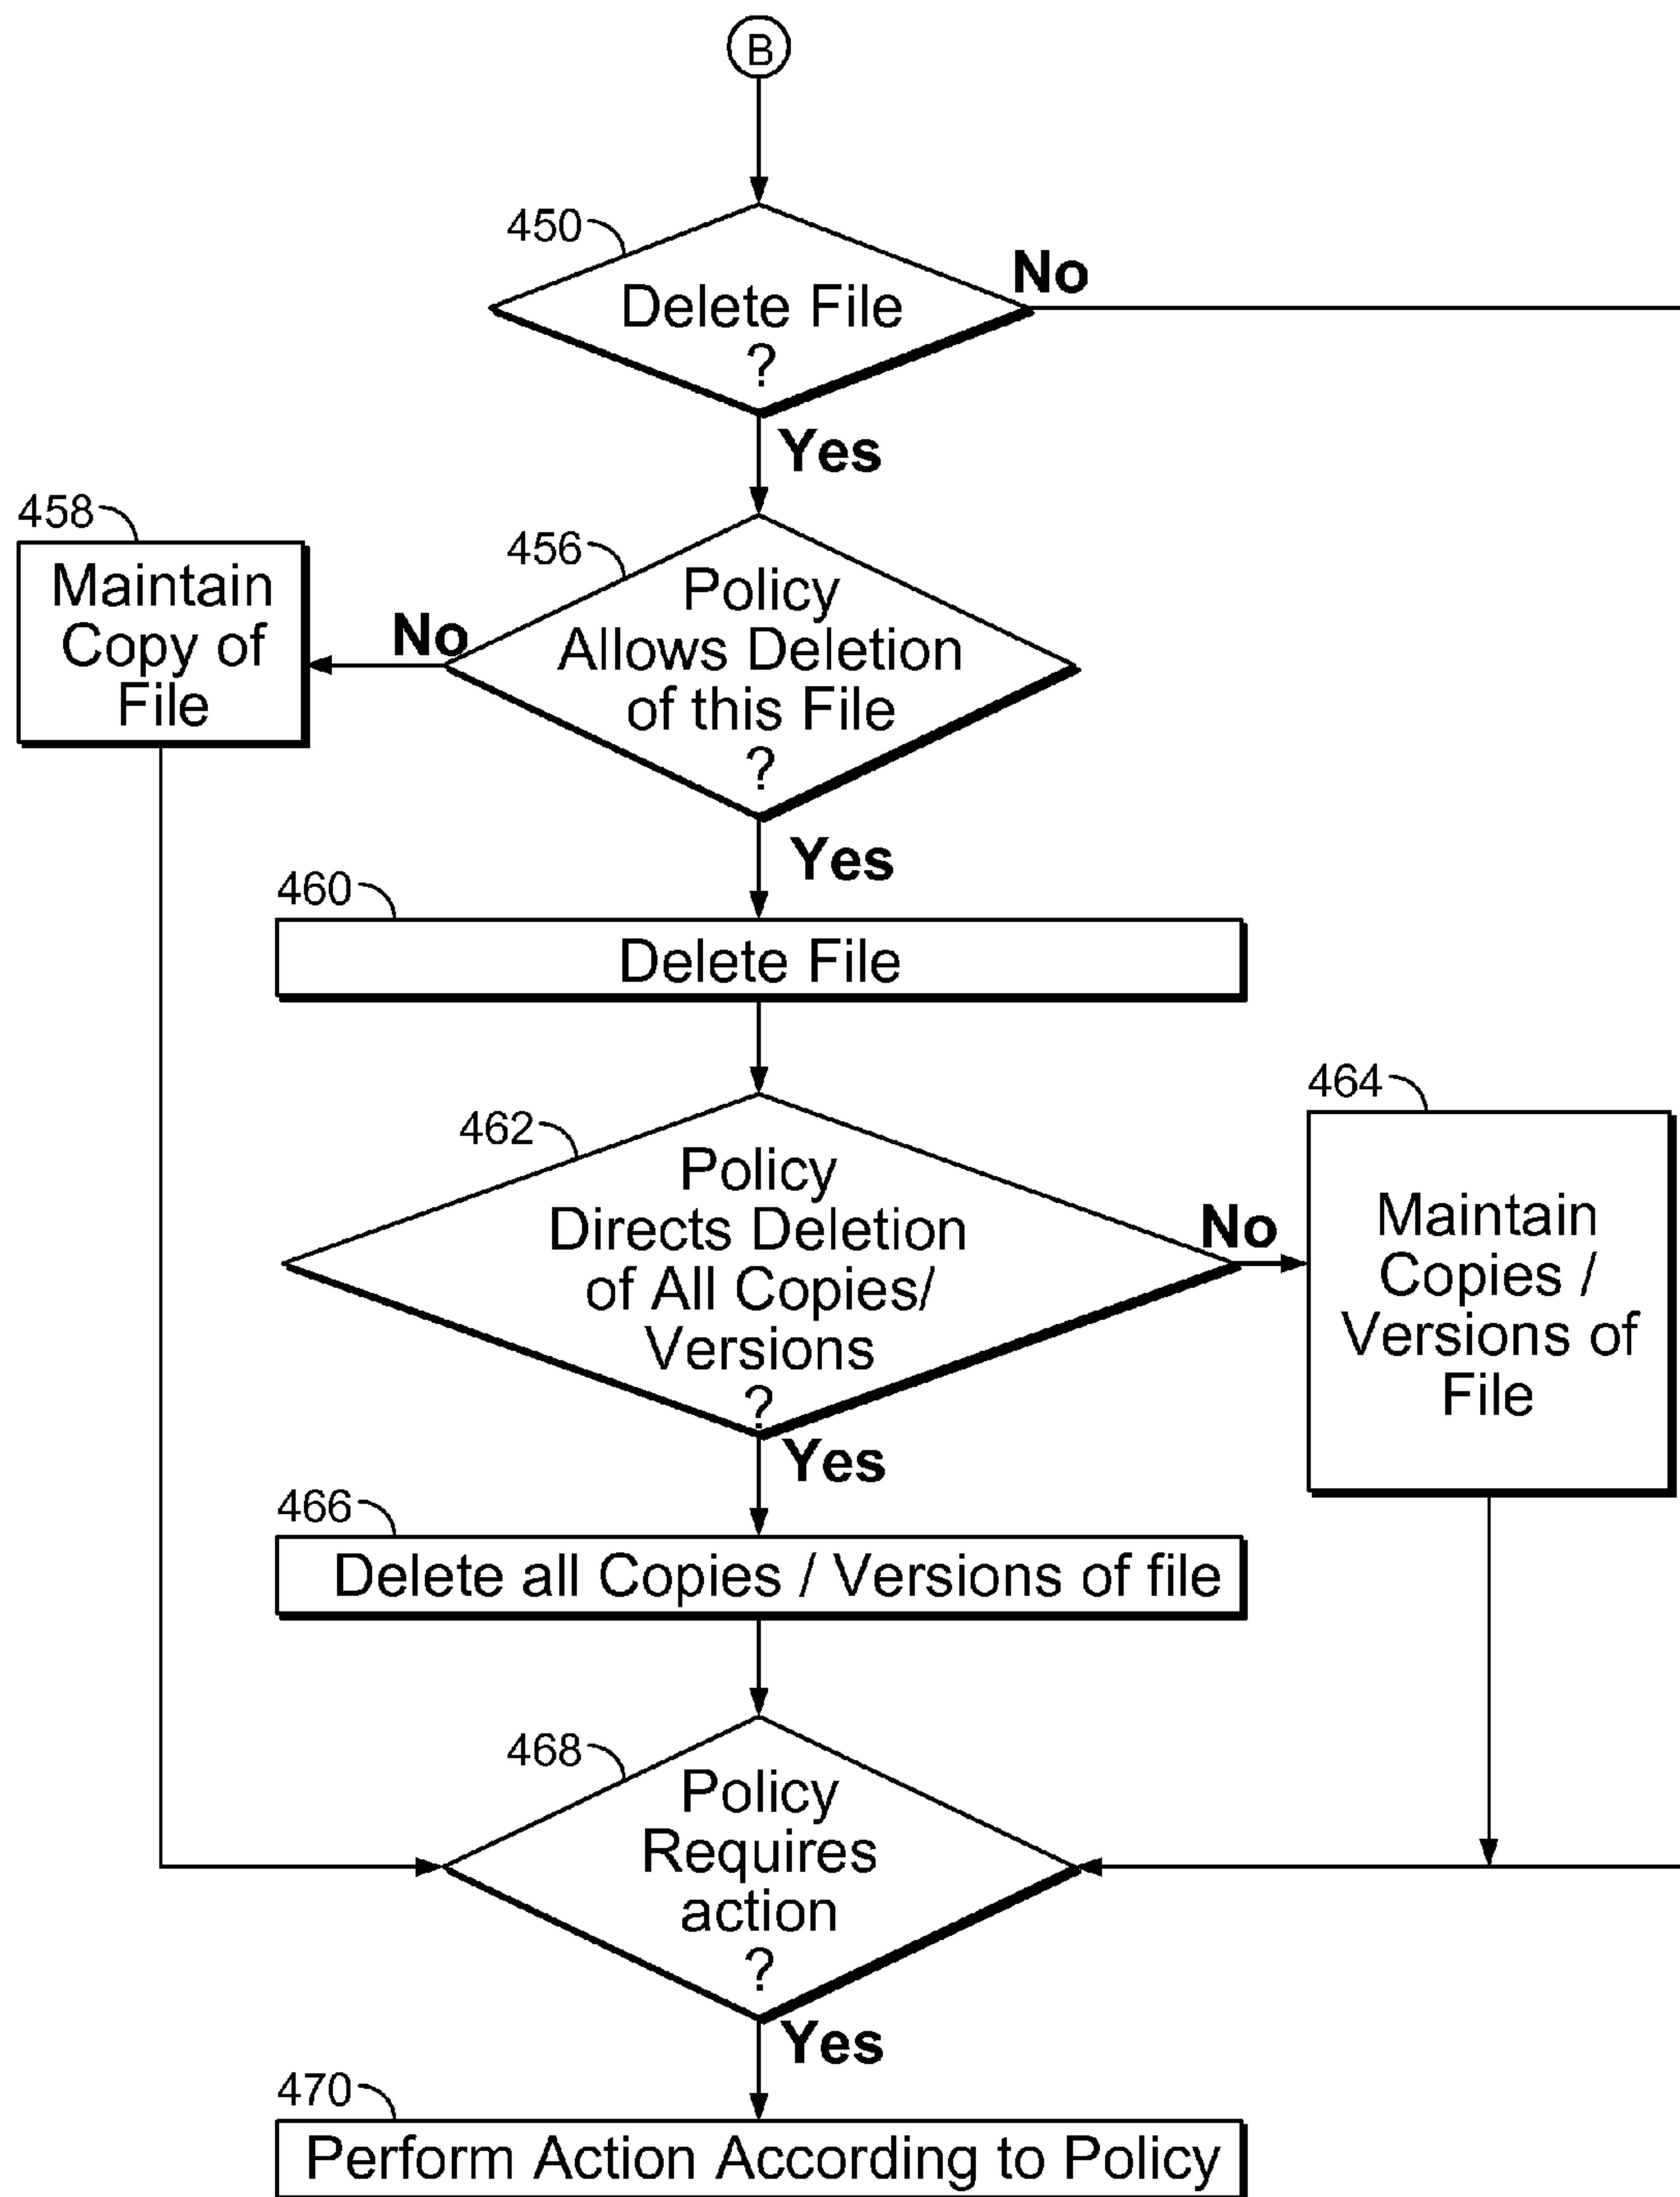 B
450
Delete File
?
No
Yes
458
Maintain
Copy of
File
456
Policy
Allows Deletion
of this File
?
No
Yes
460
Delete File
462
Policy
Directs Deletion
of All Copies/
Versions
?
No
Yes
464
Maintain
Copies /
Versions of
File
466
Delete all Copies / Versions of file
468
Policy
Requires
action
?
Yes
470
Perform Action According to Policy